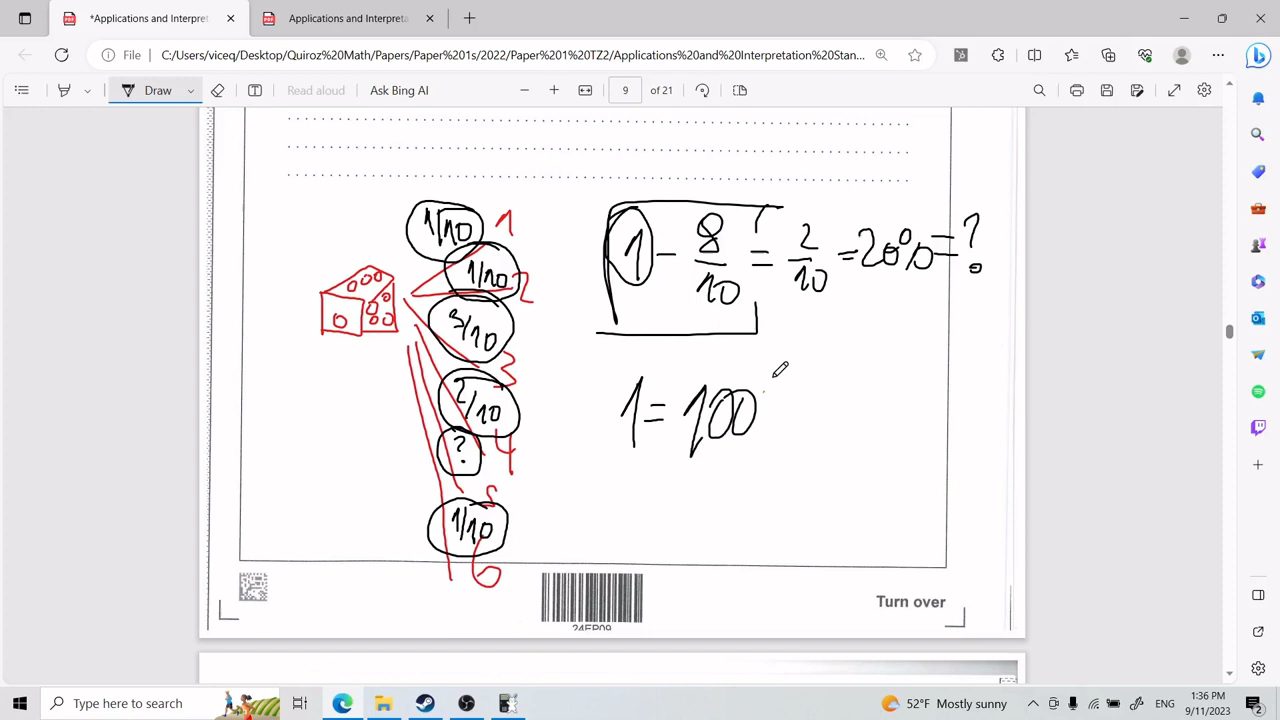 *Applications and Interpret
Applications and Interpreta
File
C:/Users/viceq/Desktop/Quiroz%20Math/Papers/Paper%201s/2022/Paper%201%20TZ2/Applications%20and%20Interpretation%20Stan...
Draw
Read aloud
Ask Bing AI
9
of 21
1/10
1
1/10
2
3/10
3
2/10
4
?
5
1/10
6
1 - 8/10 = 2/10 = 20% = ?
1 = 100
24EP09
Turn over
Type here to search
52°F Mostly sunny
ENG
1:36 PM
9/11/2023
2